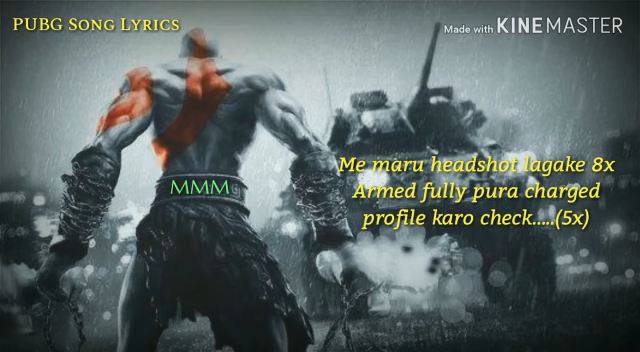 PUBG Song Lyrics
Made with KINEMASTER
Me maru headshot lagake 8x
Armed fully pura charged
profile karo check.....(5x)
MMM